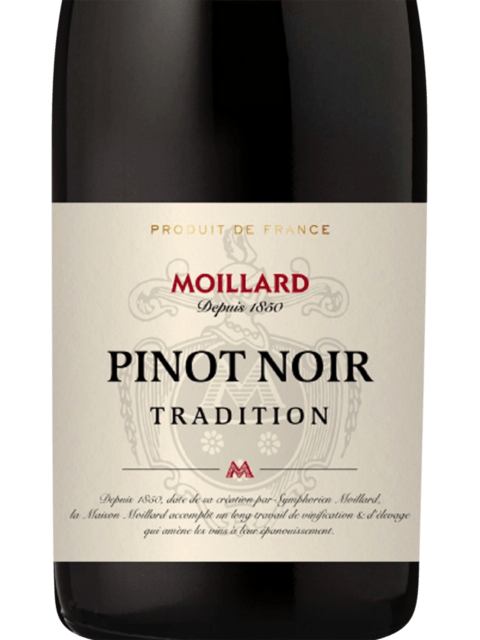 PRODUIT DE FRANCE
MOILLARD
Depuis 1850
PINOT NOIR
TRADITION
M
Depuis 1850, date de sa création par Symphorien Moillard,
la Maison Moillard accomplit un long travail de vinification & d'élevage
qui amène les vins à leur épanouissement.